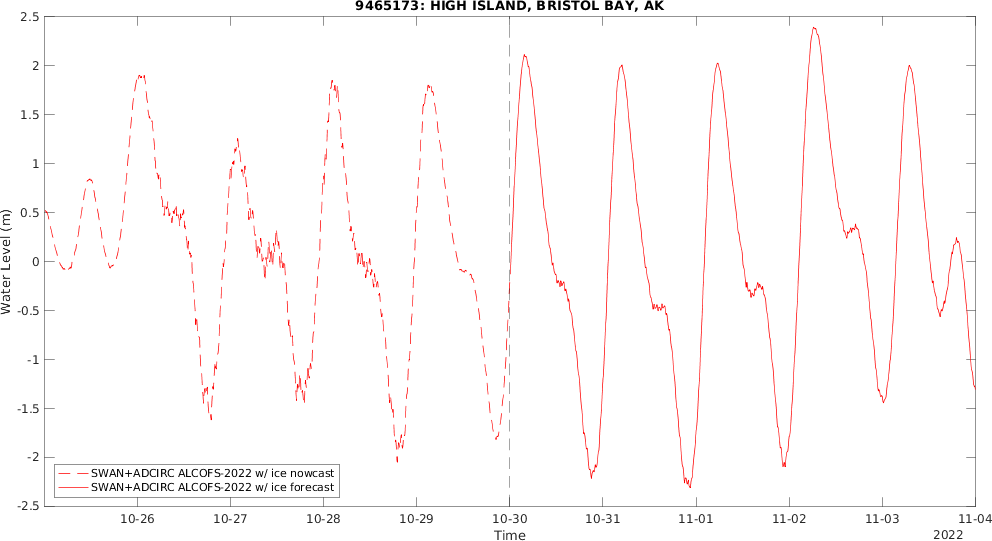 9465173: HIGH ISLAND, BRISTOL BAY, AK
2.5
2
1.5
1
0.5
0
-0.5
-1
-1.5
-2
-2.5
Water Level (m)
SWAN+ADCIRC ALCOFS-2022 w/ ice nowcast
SWAN+ADCIRC ALCOFS-2022 w/ ice forecast
10-26 10-27 10-28 10-29 10-30 10-31 11-01 11-02 11-03 11-04
Time
2022